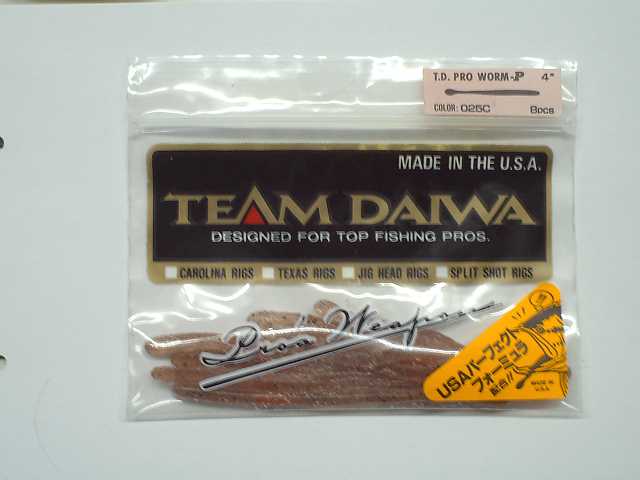 T.D. PRO WORM-P 4"
COLOR: 025C 8pcs
MADE IN THE U.S.A.
TEAM DAIWA
DESIGNED FOR TOP FISHING PROS.
CAROLINA RIGS TEXAS RIGS JIG HEAD RIGS SPLIT SHOT RIGS
Pro's Weapon
USAパーフェクト
フォーミュラ
配合!!
MADE IN
U.S.A.